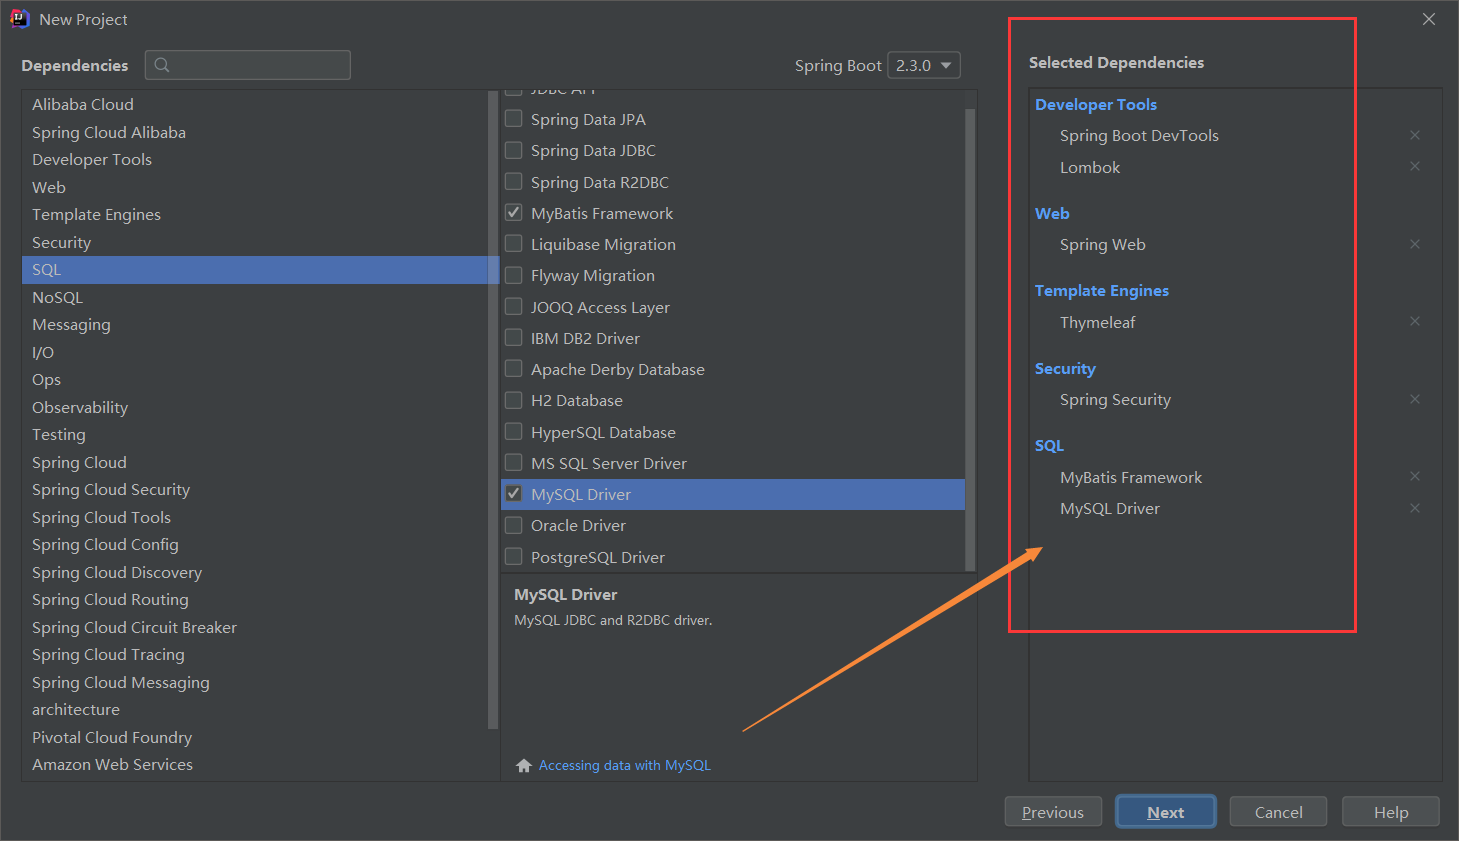 New Project
Dependencies
Spring Boot 2.3.0
Alibaba Cloud
Spring Cloud Alibaba
Developer Tools
Web
Template Engines
Security
SQL
NoSQL
Messaging
I/O
Ops
Observability
Testing
Spring Cloud
Spring Cloud Security
Spring Cloud Tools
Spring Cloud Config
Spring Cloud Discovery
Spring Cloud Routing
Spring Cloud Circuit Breaker
Spring Cloud Tracing
Spring Cloud Messaging
architecture
Pivotal Cloud Foundry
Amazon Web Services
JDBC API
Spring Data JPA
Spring Data JDBC
Spring Data R2DBC
MyBatis Framework
Liquibase Migration
Flyway Migration
JOOQ Access Layer
IBM DB2 Driver
Apache Derby Database
H2 Database
HyperSQL Database
MS SQL Server Driver
MySQL Driver
Oracle Driver
PostgreSQL Driver
MySQL Driver
MySQL JDBC and R2DBC driver.
Accessing data with MySQL
Selected Dependencies
Developer Tools
Spring Boot DevTools
Lombok
Web
Spring Web
Template Engines
Thymeleaf
Security
Spring Security
SQL
MyBatis Framework
MySQL Driver
Previous
Next
Cancel
Help